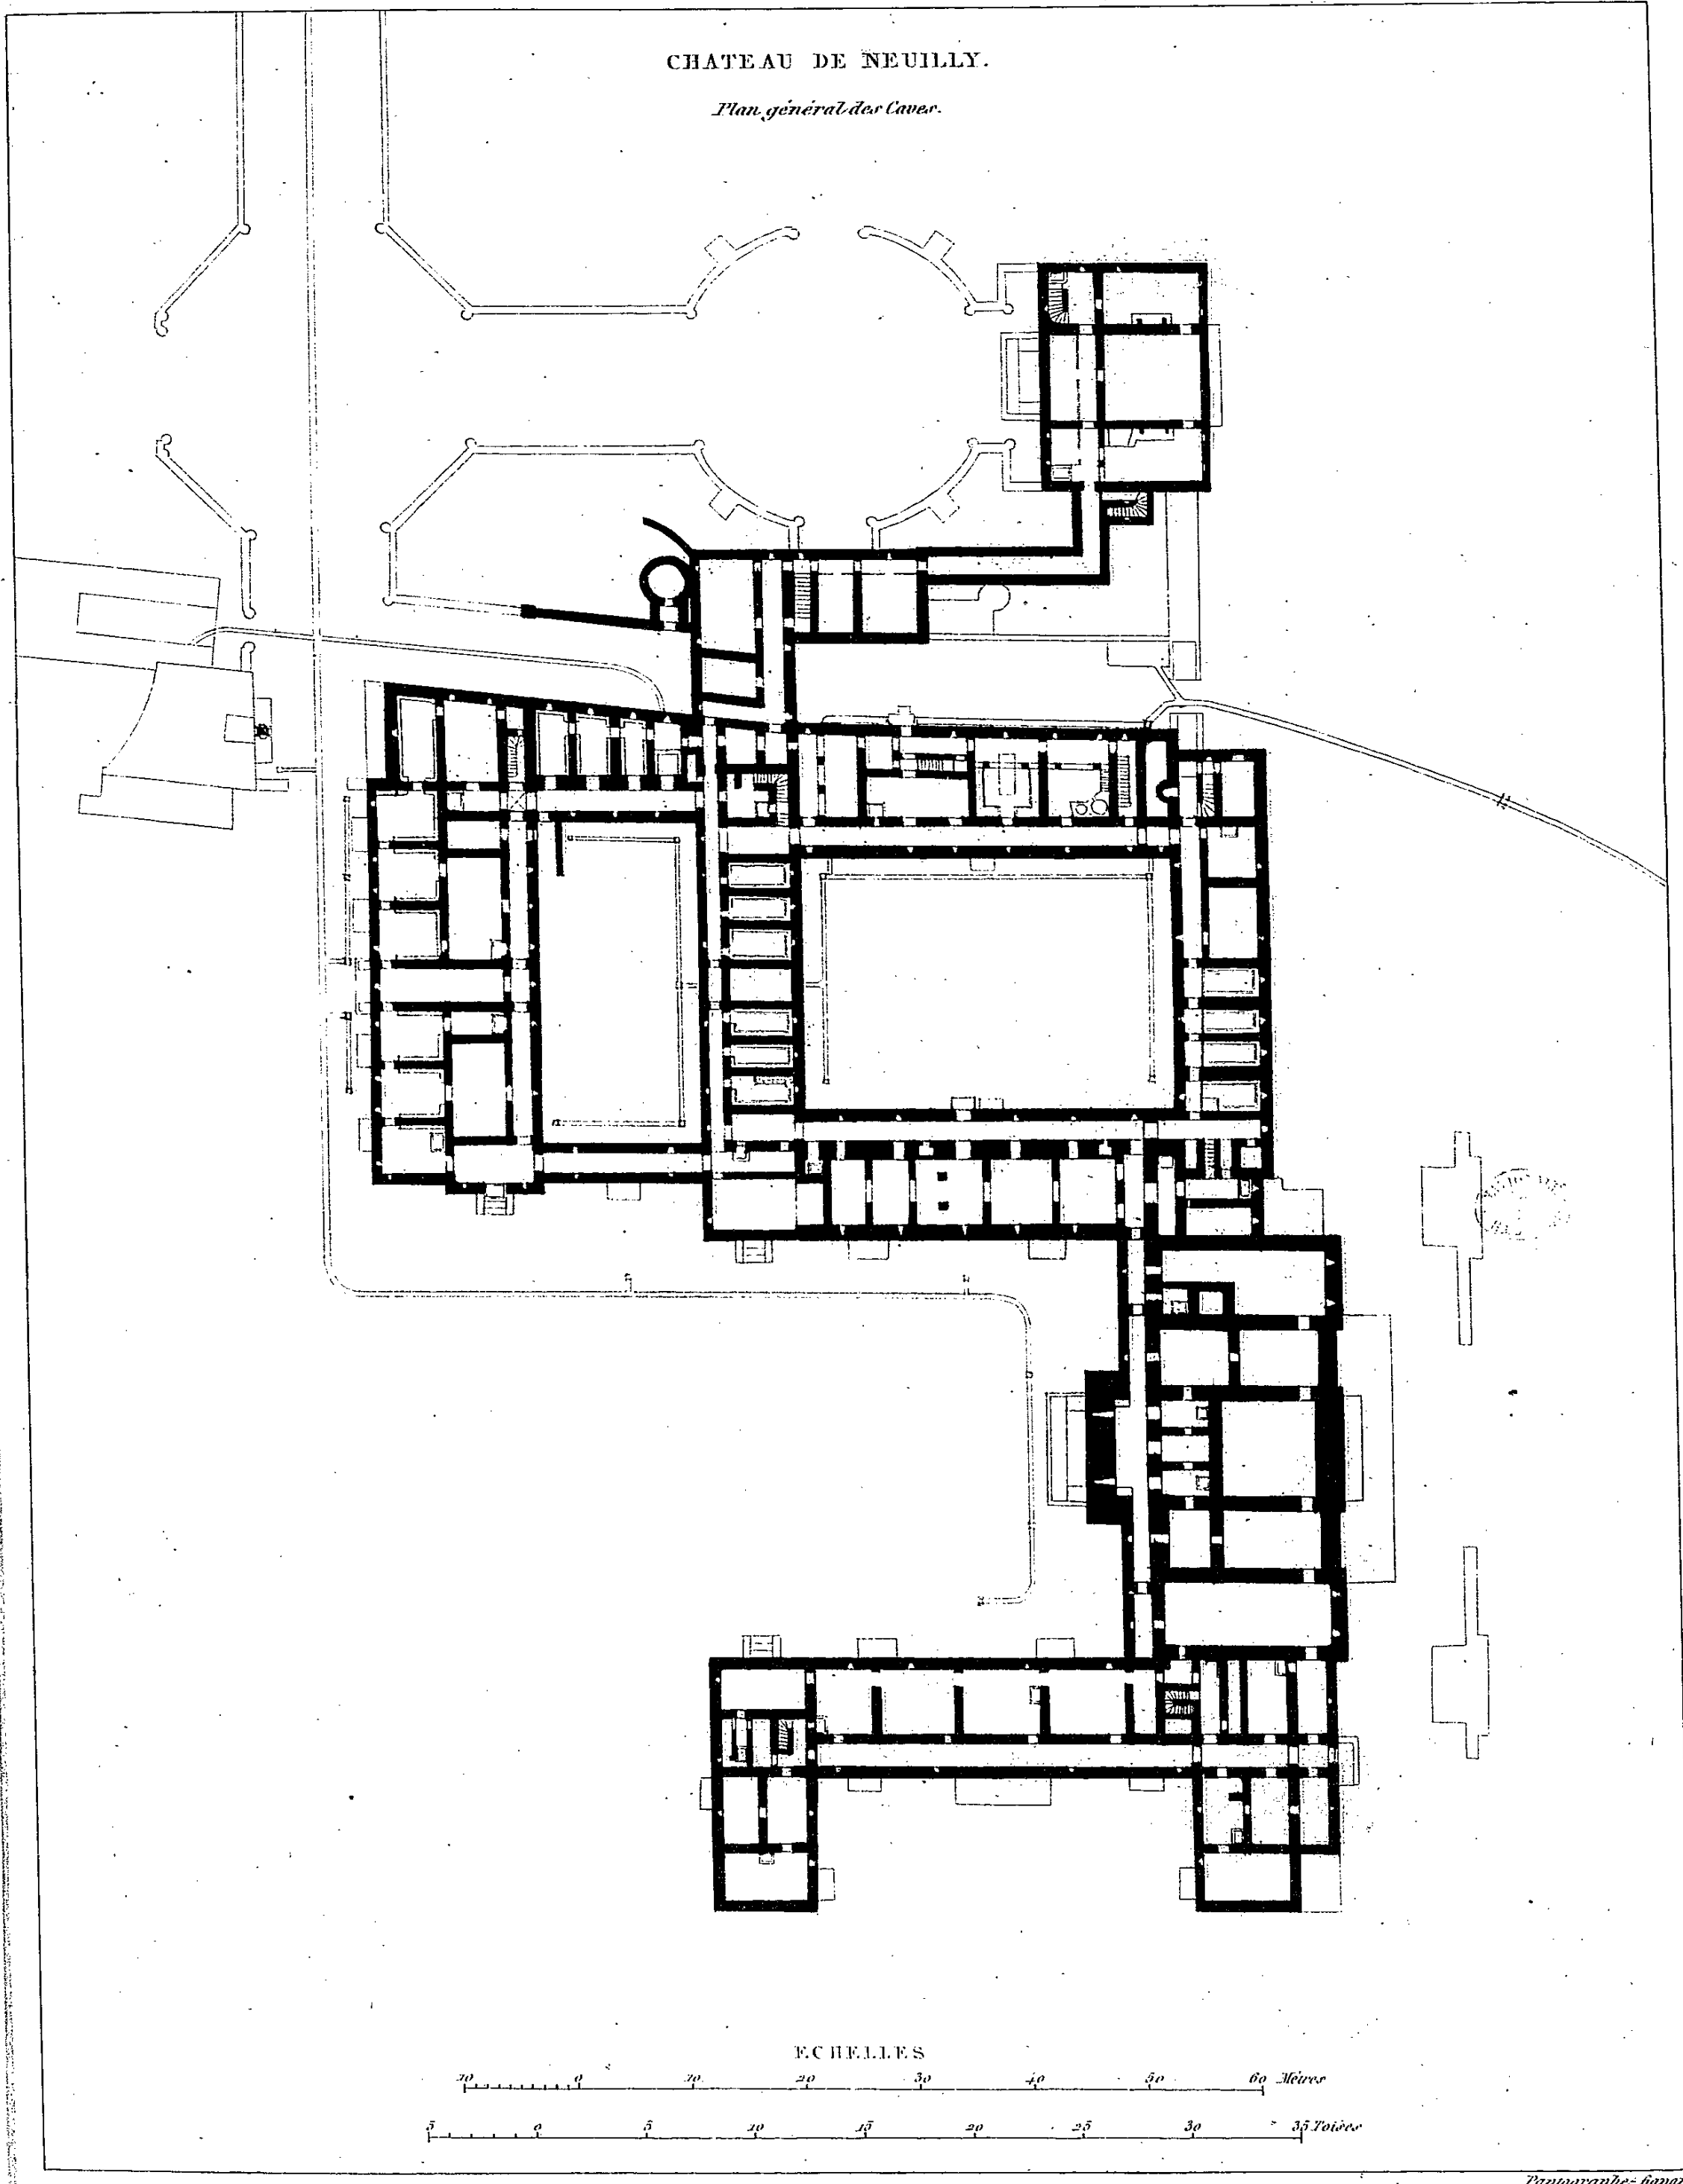 CHATEAU DE NEUILLY.
Plan général des Caves.
ECHELLES
10 0 10 20 30 40 50 60 Mètres
5 0 5 10 15 20 25 30 35 Toises